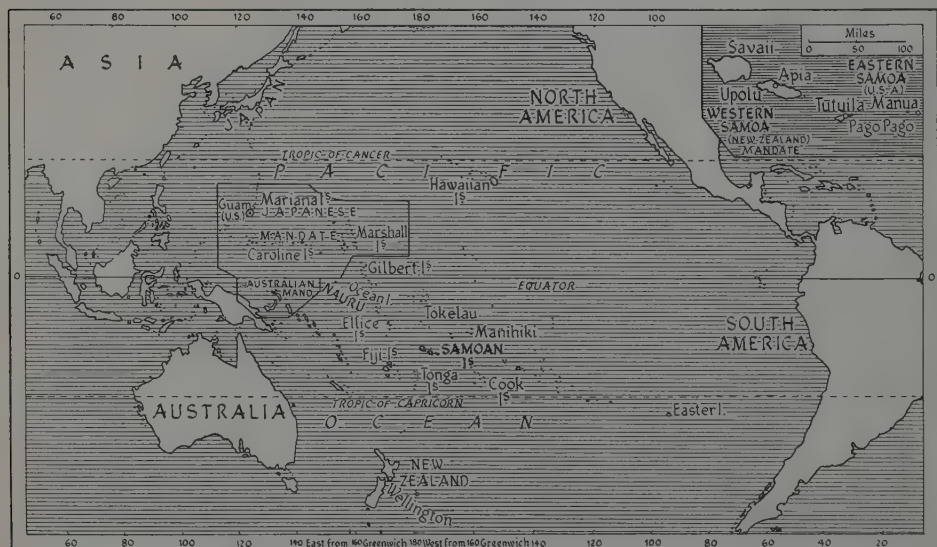 60 80 100 120 140 160 180 160 140 120 100
ASIA
JAPAN
NORTH
AMERICA
Miles
0 50 100
Savaii
Apia
Upolu
WESTERN
SAMOA
(NEW ZEALAND)
MANDATE
EASTERN
SAMOA
(U.S.A)
Tutuila Manua
Pago Pago
TROPIC OF CANCER
PACIFIC
Hawaiian
Is
Guam
(U.S.)
Mariana Is
JAPANESE
MANDATE
Marshall
Is
Caroline Is
Gilbert Is
0 EQUATOR 0
AUSTRALIAN
MAND.
NAURU
Ocean I.
Ellice
Is
Tokelau
Manihiki
SOUTH
AMERICA
Fiji Is
SAMOAN
Is
Tonga
Is
Cook
Is
TROPIC OF CAPRICORN
AUSTRALIA
OCEAN
Easter I.
NEW
ZEALAND
Wellington
60 80 100 120 140 East from 160 Greenwich 180 West from 160 Greenwich 140 120 100 80 60 40 20